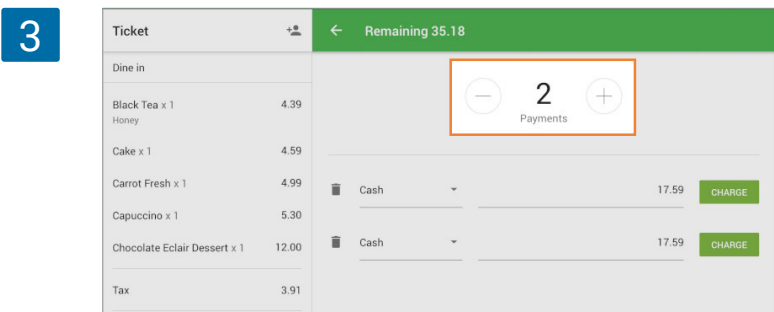 3
Ticket
Remaining 35.18
Dine in
2
Payments
Black Tea x 1 4.39
Honey
Cake x 1 4.59
Carrot Fresh x 1 4.99
Capuccino x 1 5.30
Chocolate Eclair Dessert x 1 12.00
Tax 3.91
Cash 17.59 CHARGE
Cash 17.59 CHARGE